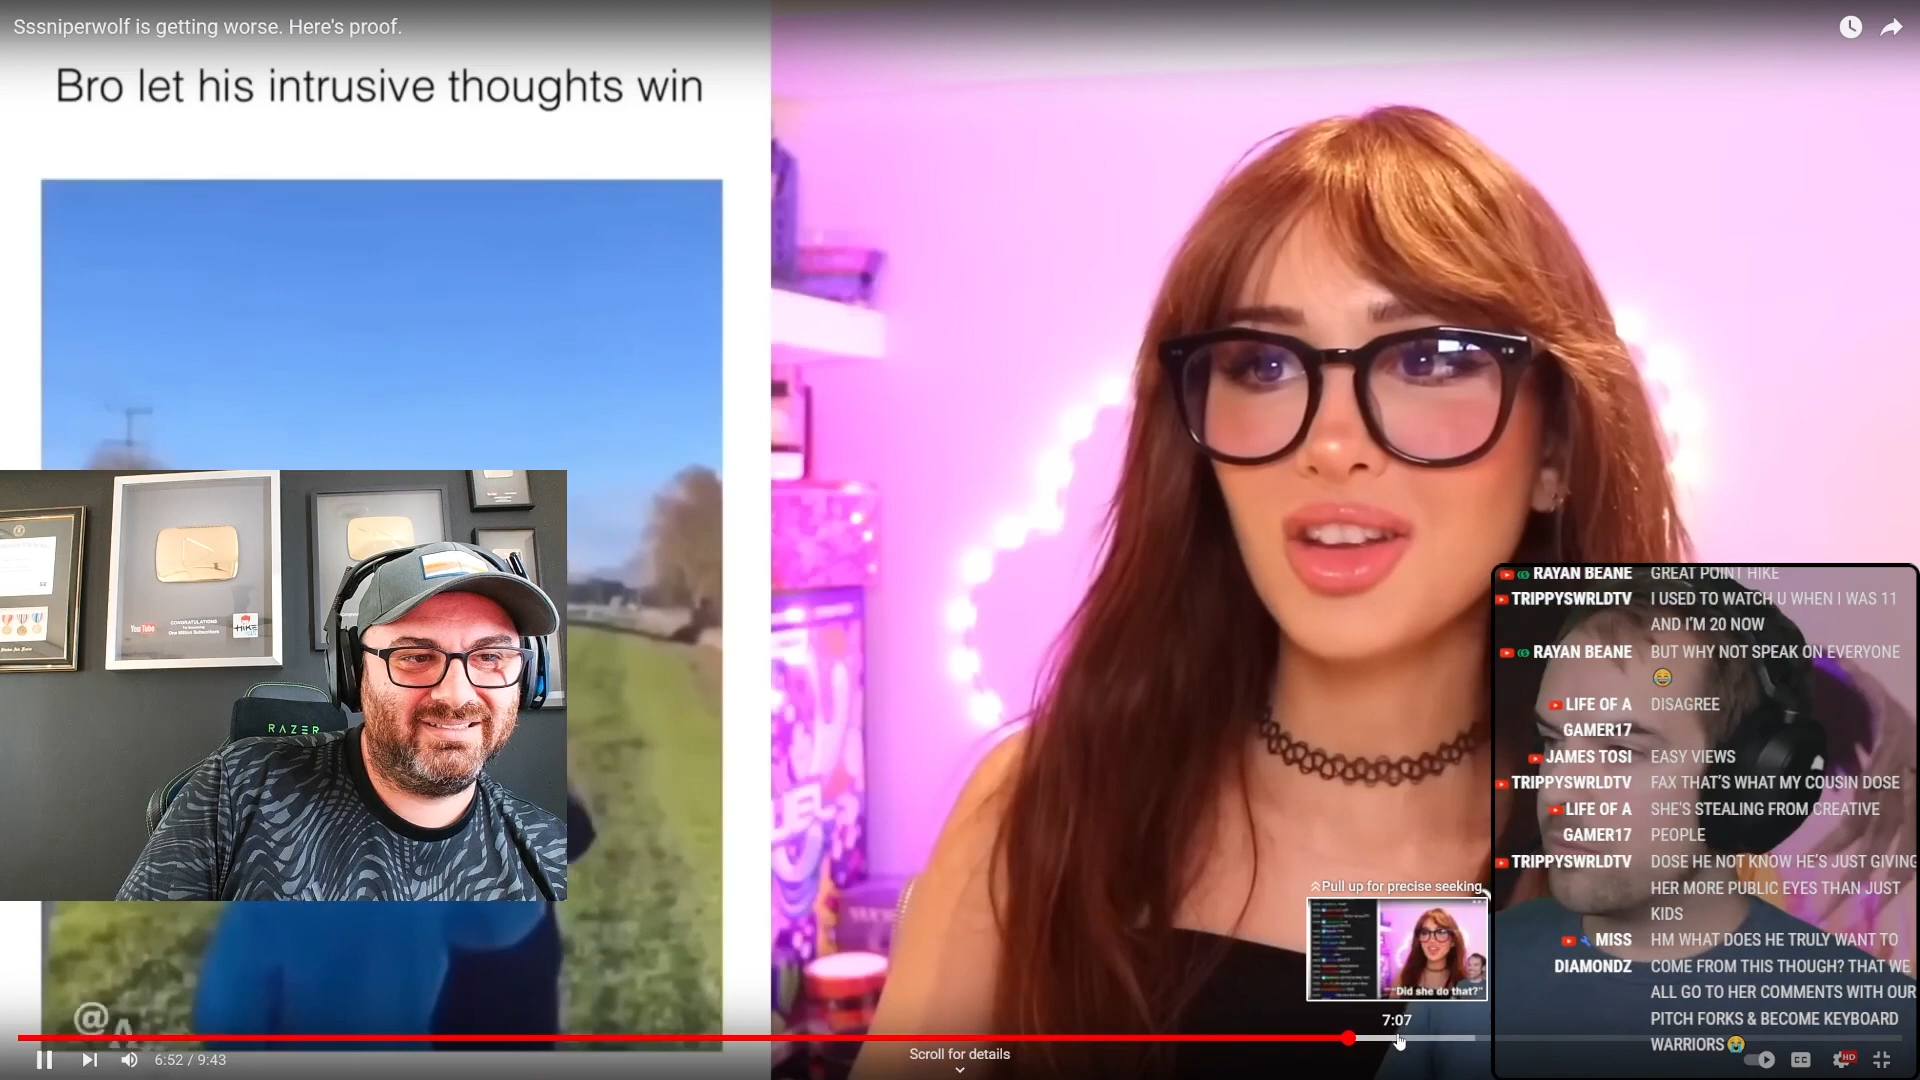 Sssniperwolf is getting worse. Here's proof.
Bro let his intrusive thoughts win
YouTube
CONGRATULATIONS
HIKE
RAZER
RAYAN BEANE GREAT POINT HIKE
TRIPPYSWRLDTV I USED TO WATCH U WHEN I WAS 11
AND I'M 20 NOW
RAYAN BEANE BUT WHY NOT SPEAK ON EVERYONE
😂
LIFE OF A DISAGREE
GAMER17
JAMES TOSI EASY VIEWS
TRIPPYSWRLDTV FAX THAT'S WHAT MY COUSIN DOSE
LIFE OF A SHE'S STEALING FROM CREATIVE
GAMER17 PEOPLE
TRIPPYSWRLDTV DOSE HE NOT KNOW HE'S JUST GIVING
HER MORE PUBLIC EYES THAN JUST
KIDS
MISS HM WHAT DOES HE TRULY WANT TO
DIAMONDZ COME FROM THIS THOUGH? THAT WE
ALL GO TO HER COMMENTS WITH OUR
PITCH FORKS & BECOME KEYBOARD
WARRIORS😭
Pull up for precise seeking
"Did she do that?"
7:07
@
6:52 / 9:43
Scroll for details
CC
HD